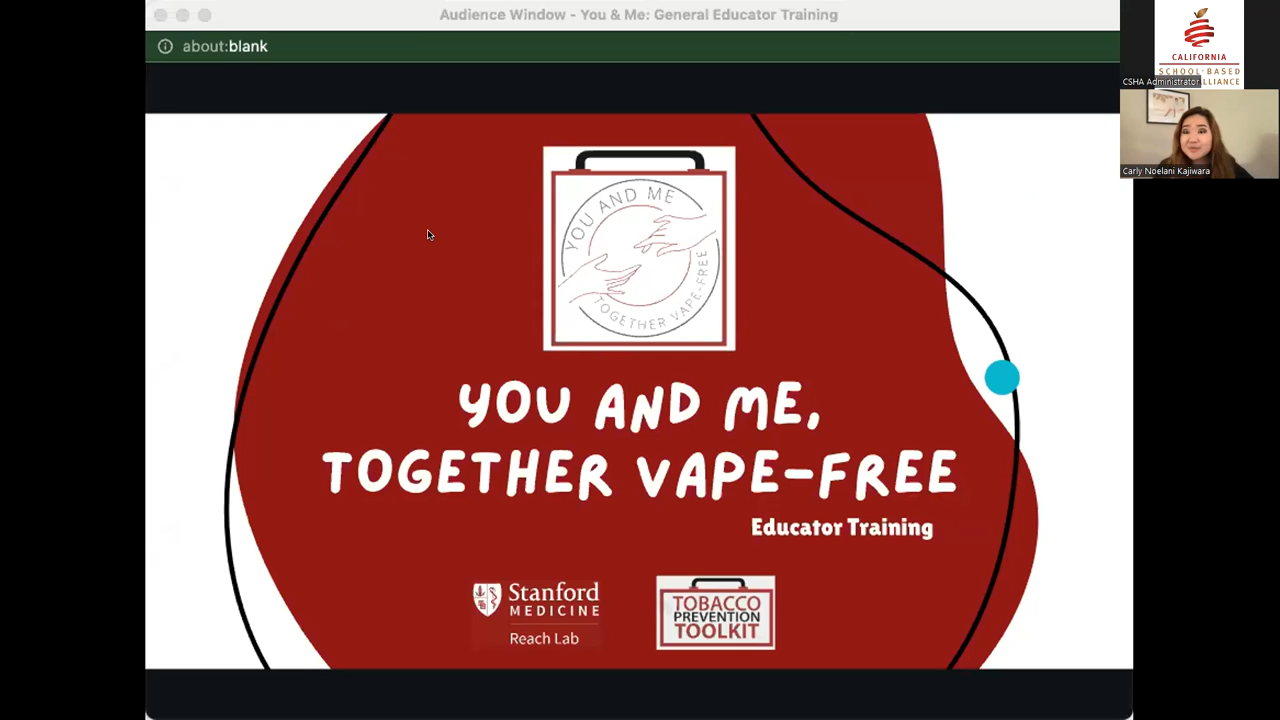 Audience Window - You & Me: General Educator Training
about:blank
YOU AND ME
TOGETHER VAPE-FREE
YOU AND ME,
TOGETHER VAPE-FREE
Educator Training
Stanford
MEDICINE
Reach Lab
TOBACCO
PREVENTION
TOOLKIT
CALIFORNIA
SCHOOL-BASED
CSHA Administrator
Carly Noelani Kajiwara